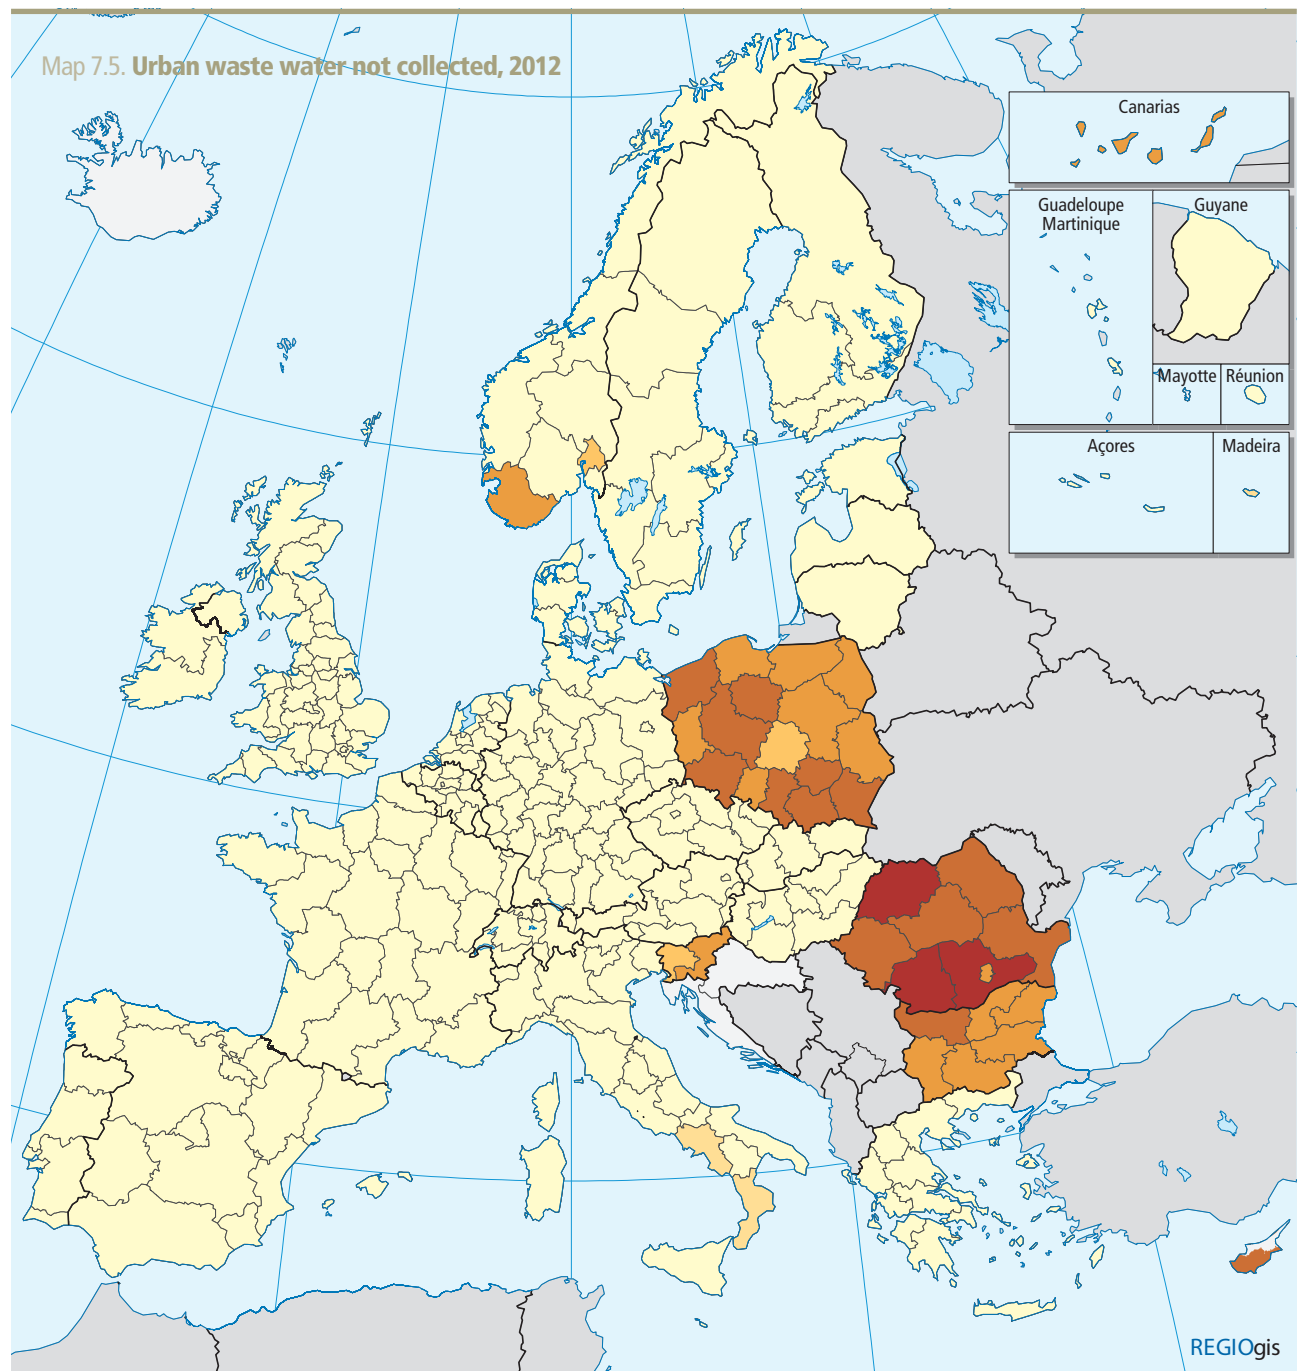 Map 7.5. Urban waste water not collected, 2012
Canarias
Guadeloupe
Martinique
Guyane
Mayotte
Réunion
Açores
Madeira
REGIOgis